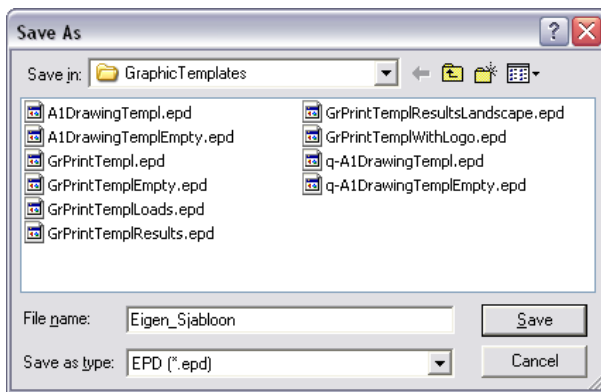 Save As
Save in: GraphicTemplates
A1DrawingTempl.epd
A1DrawingTemplEmpty.epd
GrPrintTempl.epd
GrPrintTemplEmpty.epd
GrPrintTemplLoads.epd
GrPrintTemplResults.epd
GrPrintTemplResultsLandscape.epd
GrPrintTemplWithLogo.epd
q-A1DrawingTempl.epd
q-A1DrawingTemplEmpty.epd
File name: Eigen_Sjabloon Save
Save as type: EPD (*.epd) Cancel